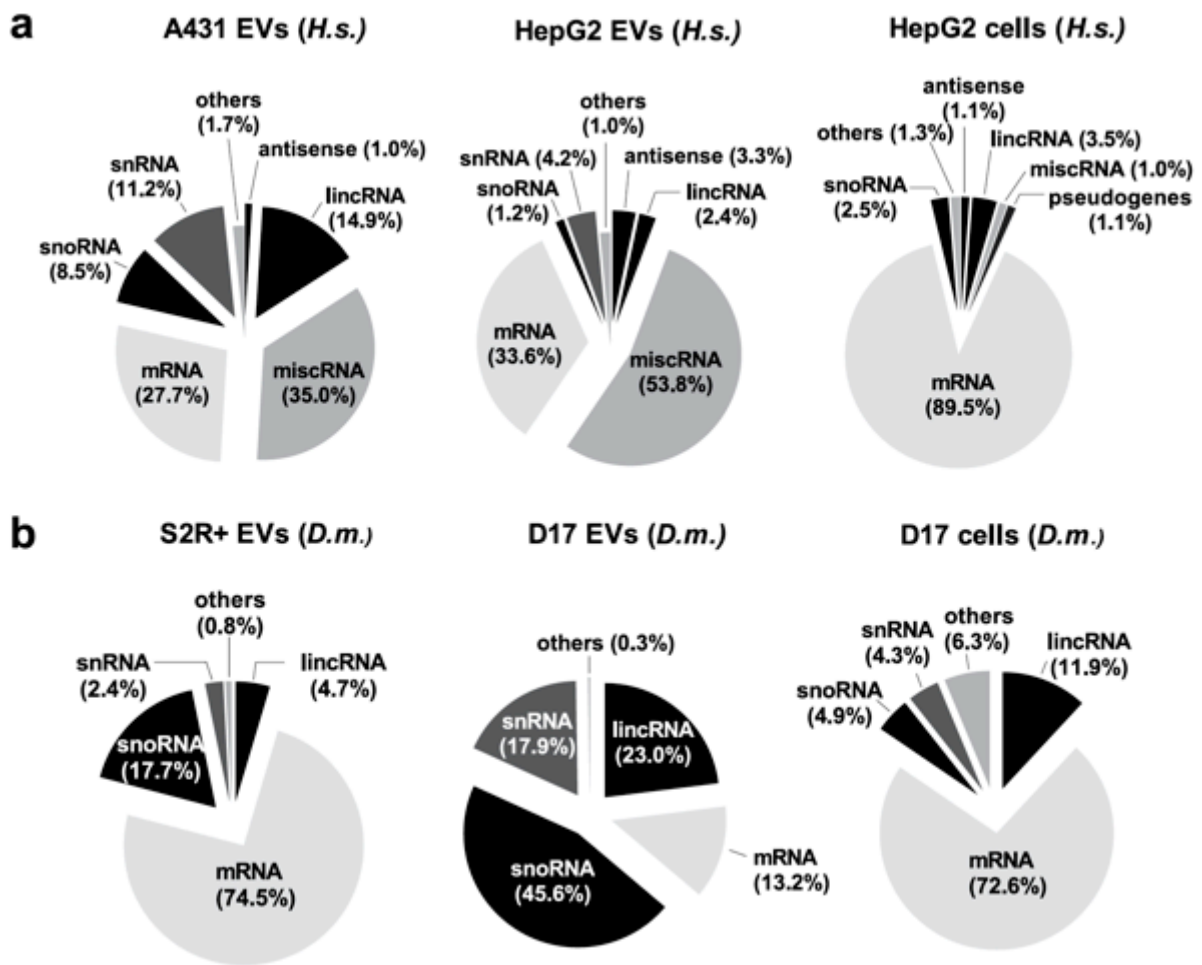 a
A431 EVs (H.s.)
HepG2 EVs (H.s.)
HepG2 cells (H.s.)
others
(1.7%)
antisense (1.0%)
snRNA
(11.2%)
lincRNA
(14.9%)
snoRNA
(8.5%)
mRNA
(27.7%)
miscRNA
(35.0%)
others
(1.0%)
snRNA (4.2%)
antisense (3.3%)
snoRNA
(1.2%)
lincRNA
(2.4%)
mRNA
(33.6%)
miscRNA
(53.8%)
antisense
(1.1%)
others (1.3%)
lincRNA (3.5%)
miscRNA (1.0%)
snoRNA
(2.5%)
pseudogenes
(1.1%)
mRNA
(89.5%)
b
S2R+ EVs (D.m.)
D17 EVs (D.m.)
D17 cells (D.m.)
others
(0.8%)
snRNA
(2.4%)
lincRNA
(4.7%)
snoRNA
(17.7%)
mRNA
(74.5%)
others (0.3%)
snRNA
(17.9%)
lincRNA
(23.0%)
snoRNA
(45.6%)
mRNA
(13.2%)
others
(6.3%)
snRNA
(4.3%)
lincRNA
(11.9%)
snoRNA
(4.9%)
mRNA
(72.6%)